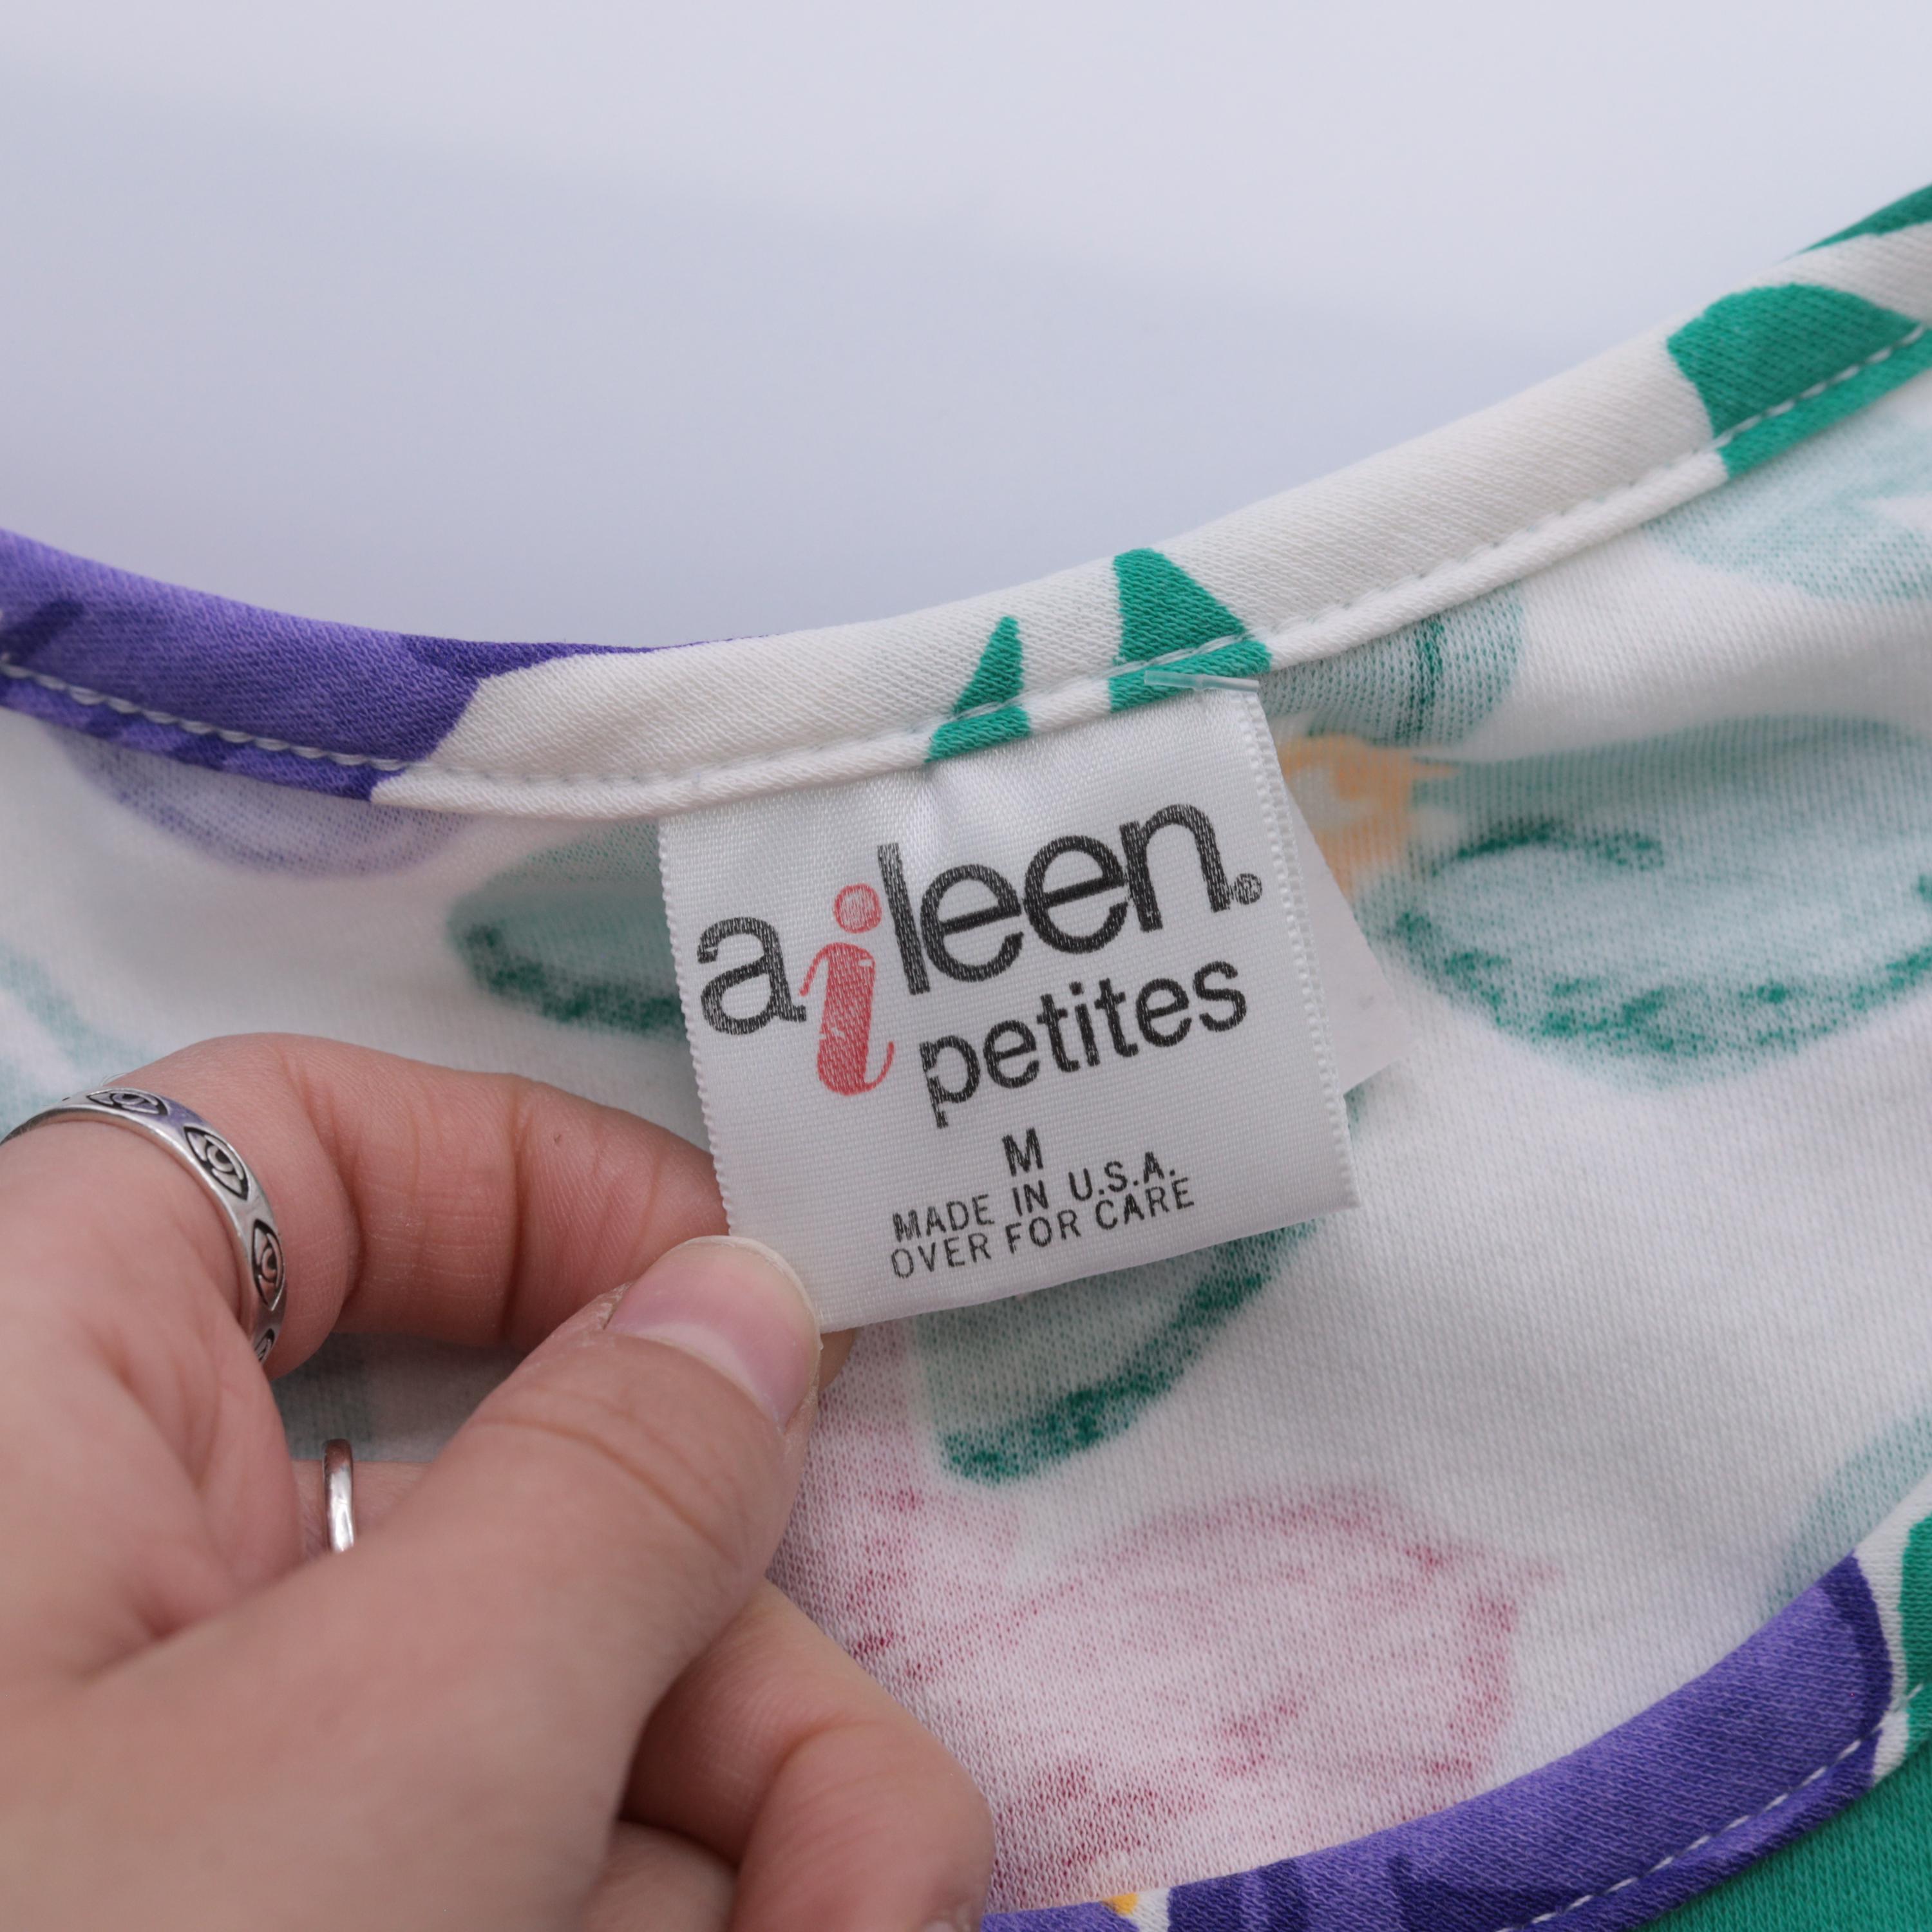 aileen.®
petites
M
MADE IN U.S.A.
OVER FOR CARE